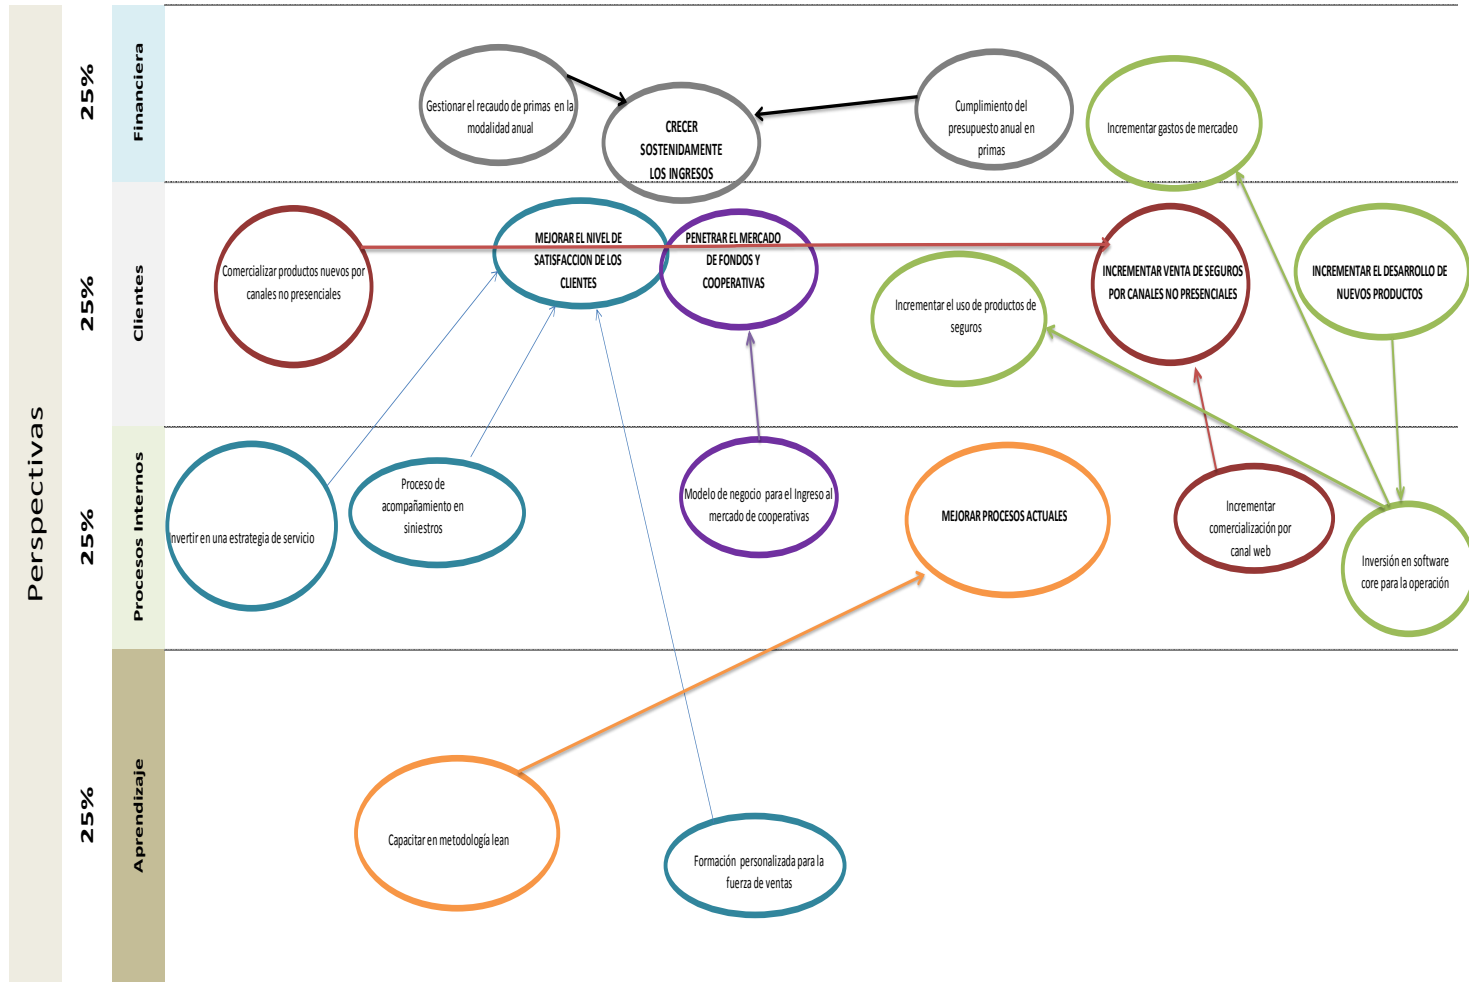 Perspectivas
25%
Financiera
Gestionar el recaudo de primas en la
modalidad anual
CRECER
SOSTENIDAMENTE
LOS INGRESOS
Cumplimiento del
presupuesto anual en
primas
Incrementar gastos de mercadeo
25%
Clientes
Comercializar productos nuevos por
canales no presenciales
MEJORAR EL NIVEL DE
SATISFACCION DE LOS
CLIENTES
PENETRAR EL MERCADO
DE FONDOS Y
COOPERATIVAS
Incrementar el uso de productos de
seguros
INCREMENTAR VENTA DE SEGUROS
POR CANALES NO PRESENCIALES
INCREMENTAR EL DESARROLLO DE
NUEVOS PRODUCTOS
25%
Procesos Internos
Invertir en una estrategia de servicio
Proceso de
acompañamiento en
siniestros
Modelo de negocio para el Ingreso al
mercado de cooperativas
MEJORAR PROCESOS ACTUALES
Incrementar
comercialización por
canal web
Inversión en software
core para la operación
25%
Aprendizaje
Capacitar en metodología lean
Formación personalizada para la
fuerza de ventas